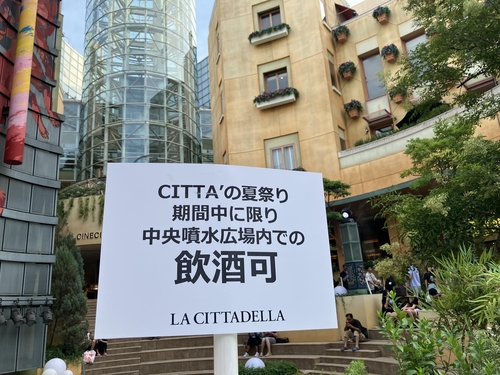 CITTA'の夏祭り
期間中に限り
中央噴水広場内での
飲酒可
LA CITTADELLA
CINECI